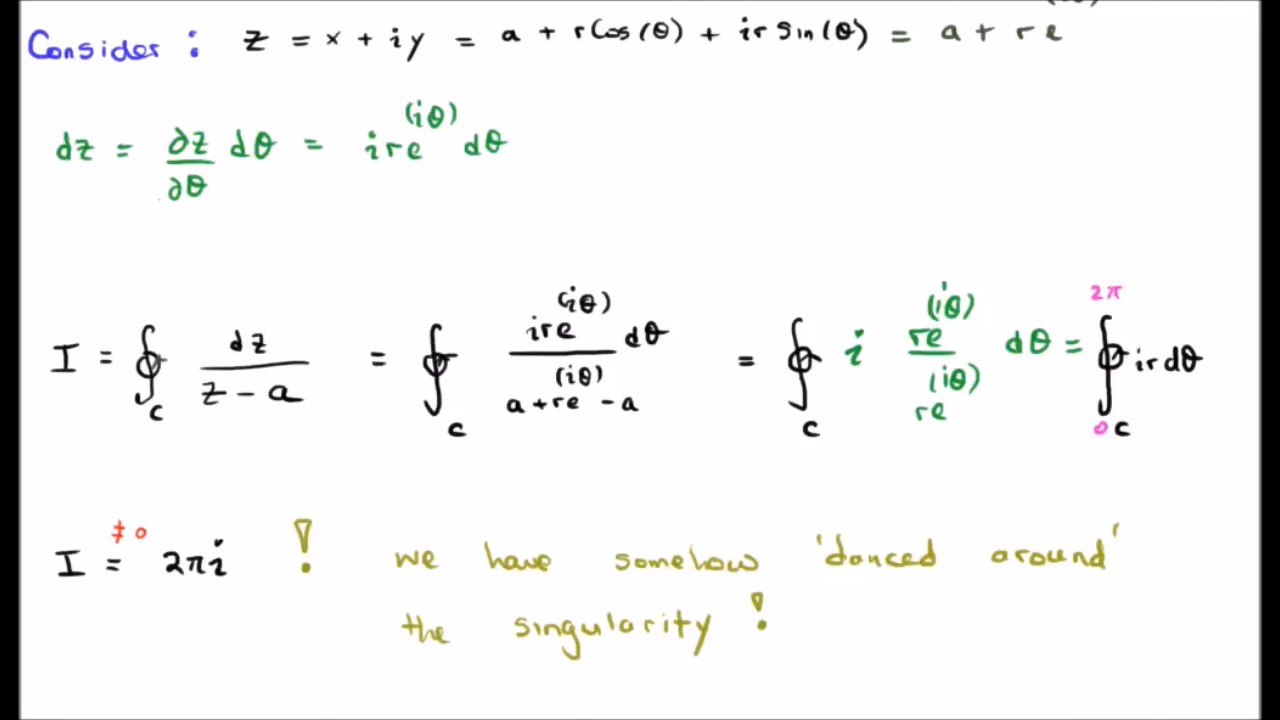 Consider : z = x + iy = a + r Cos(θ) + ir Sin(θ) = a + re
dz = ∂z/∂θ dθ = ire^(iθ) dθ
I = ∮_C dz/(z - a) = ∮_C ire^(iθ)/(a + re^(iθ) - a) dθ = ∮_C i re^(iθ)/re^(iθ) dθ = ∮_C 0 2π ir dθ
I = ≠ 0 2πi ! we have somehow 'danced around'
the singularity !